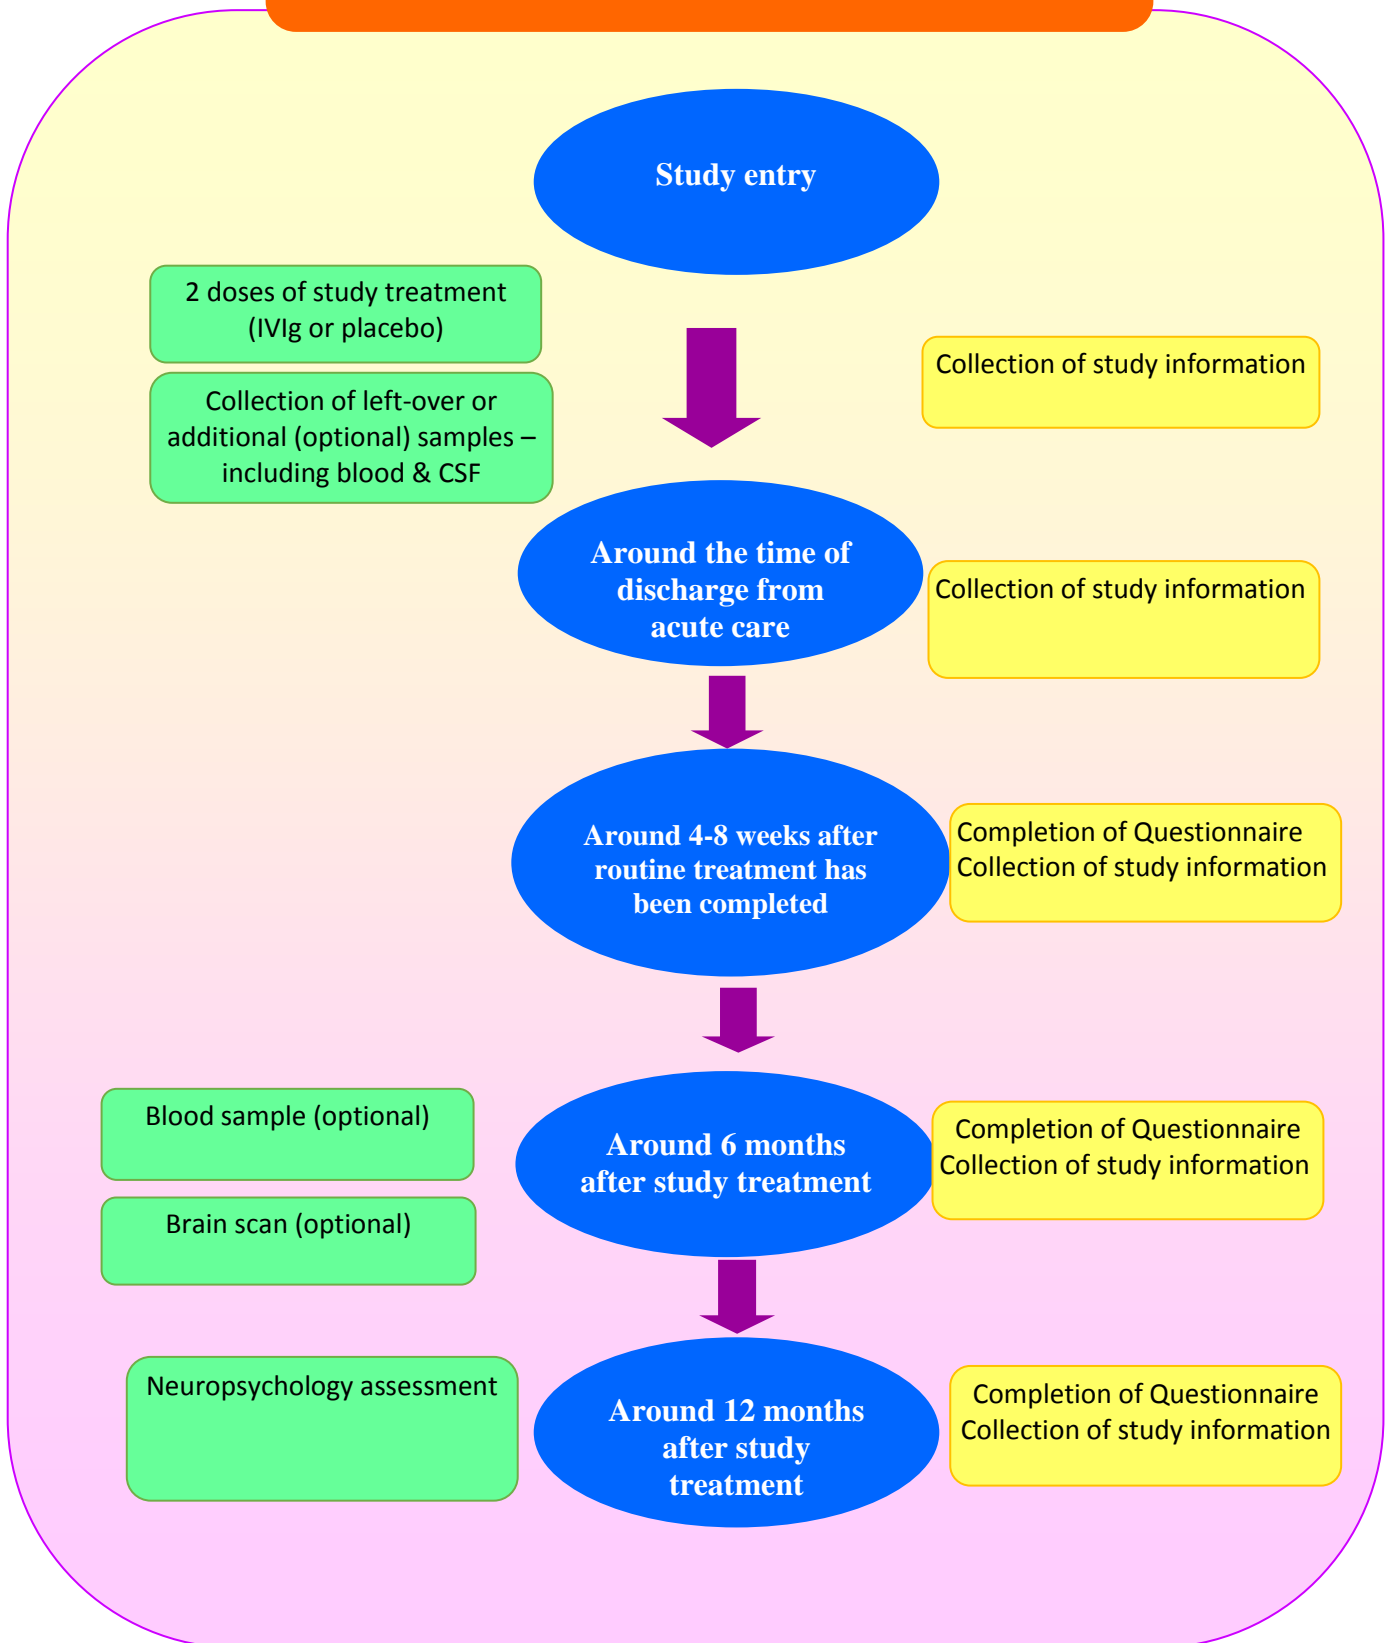 Study entry
2 doses of study treatment
(IVIg or placebo)
Collection of study information
Collection of left-over or
additional (optional) samples –
including blood & CSF
Around the time of
discharge from
acute care
Collection of study information
Around 4-8 weeks after
routine treatment has
been completed
Completion of Questionnaire
Collection of study information
Blood sample (optional)
Brain scan (optional)
Around 6 months
after study treatment
Completion of Questionnaire
Collection of study information
Neuropsychology assessment
Around 12 months
after study
treatment
Completion of Questionnaire
Collection of study information